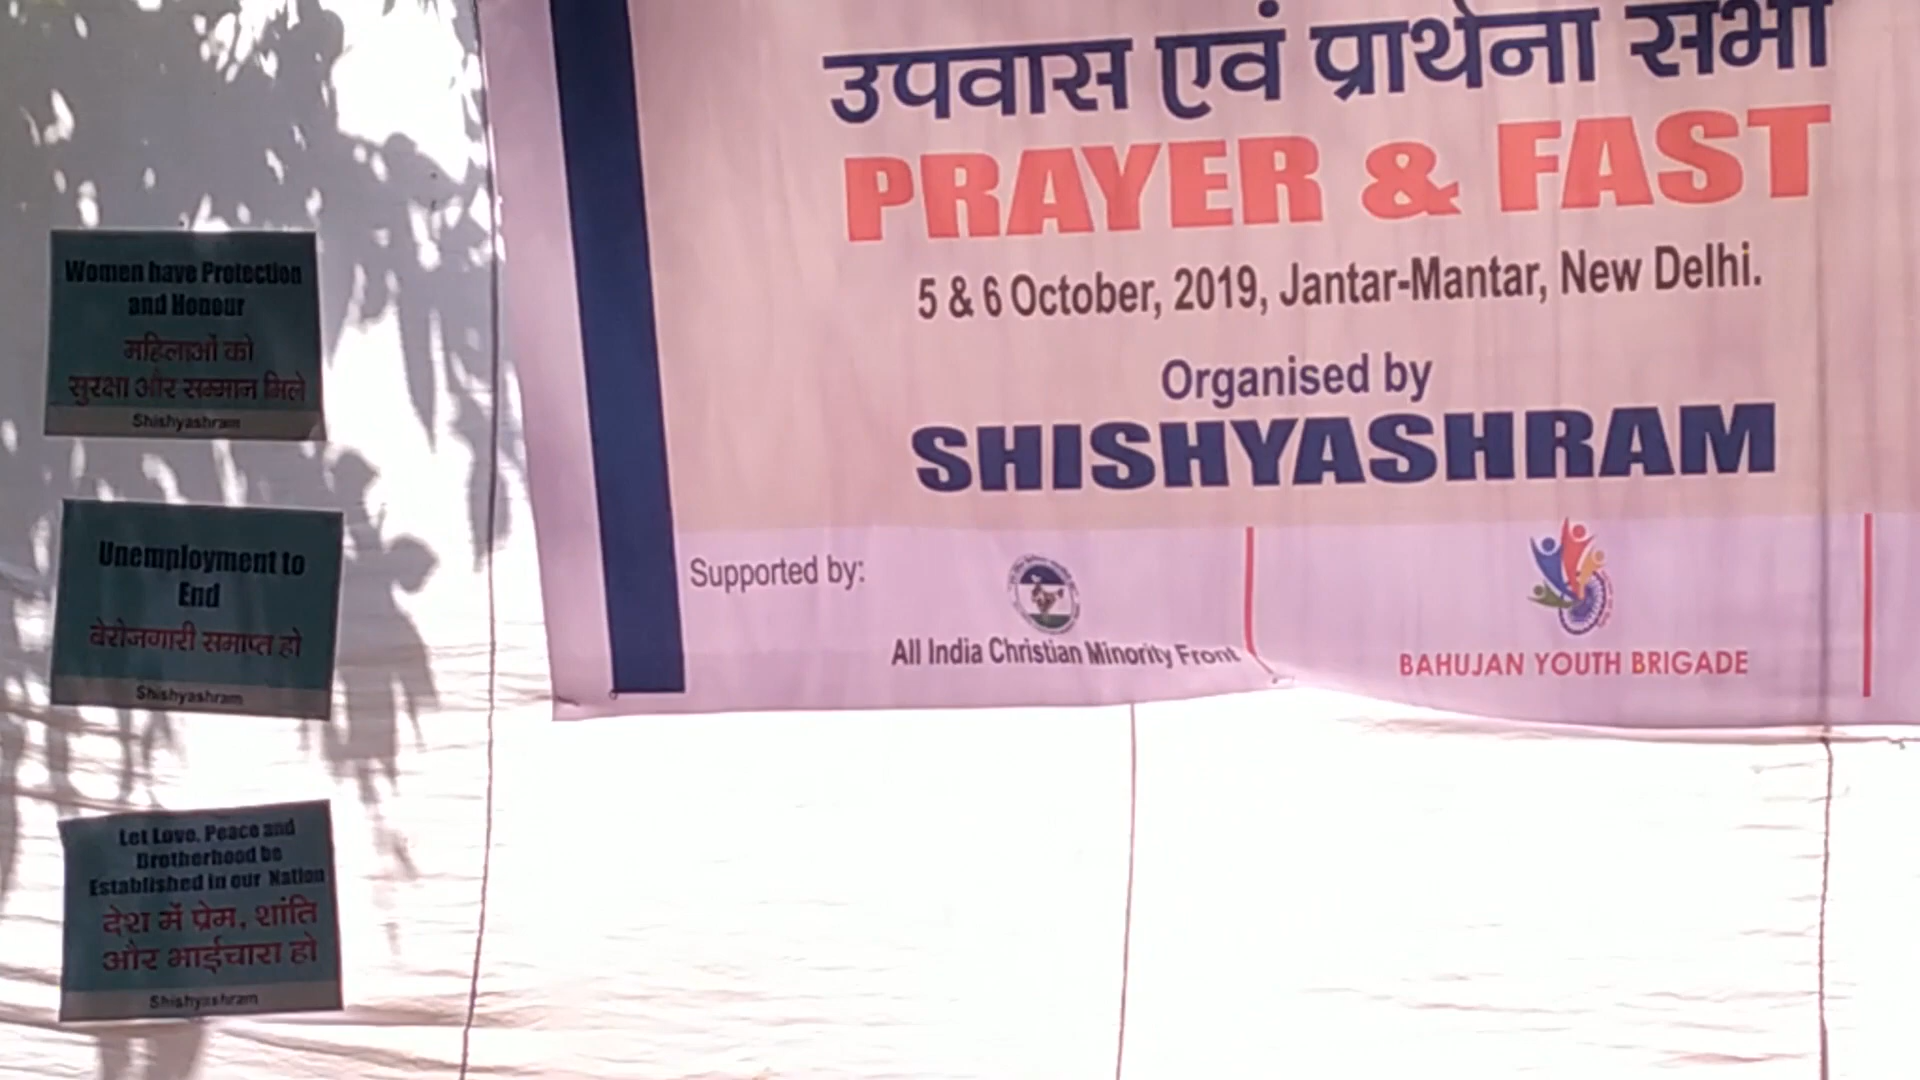 उपवास एवं प्रार्थना सभा
PRAYER & FAST
5 & 6 October, 2019, Jantar-Mantar, New Delhi.
Organised by
SHISHYASHRAM
Supported by:
All India Christian Minority Front
BAHUJAN YOUTH BRIGADE
Women have Protection
and Honour
महिलाओं को
सुरक्षा और सम्मान मिले
Shishyashram
Unemployment to
End
बेरोजगारी समाप्त हो
Shishyashram
Let Love, Peace and
Brotherhood be
Established in our Nation
देश में प्रेम, शांति
और भाईचारा हो
Shishyashram